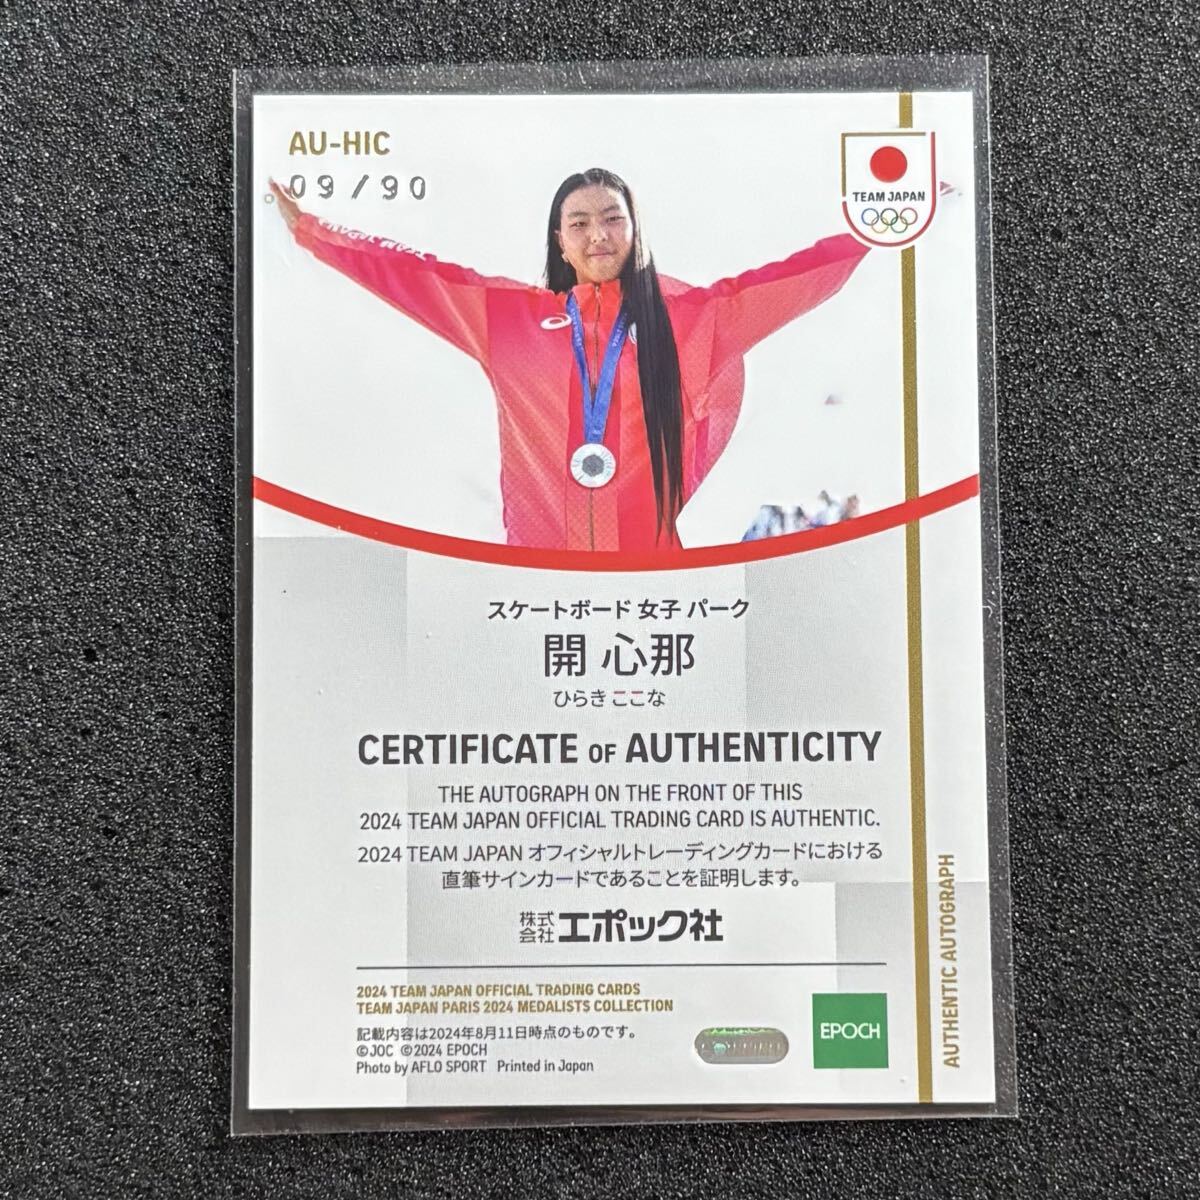 AU-HIC
09/90
TEAM JAPAN
TEAM JAPAN
スケートボード 女子 パーク
開 心那
ひらき ここな
CERTIFICATE OF AUTHENTICITY
THE AUTOGRAPH ON THE FRONT OF THIS
2024 TEAM JAPAN OFFICIAL TRADING CARD IS AUTHENTIC.
2024 TEAM JAPAN オフィシャルトレーディングカードにおける
直筆サインカードであることを証明します。
株式会社 エポック社
2024 TEAM JAPAN OFFICIAL TRADING CARDS
TEAM JAPAN PARIS 2024 MEDALISTS COLLECTION
記載内容は2024年8月11日時点のものです。
©JOC ©2024 EPOCH
Photo by AFLO SPORT Printed in Japan
EPOCH
AUTHENTIC AUTOGRAPH